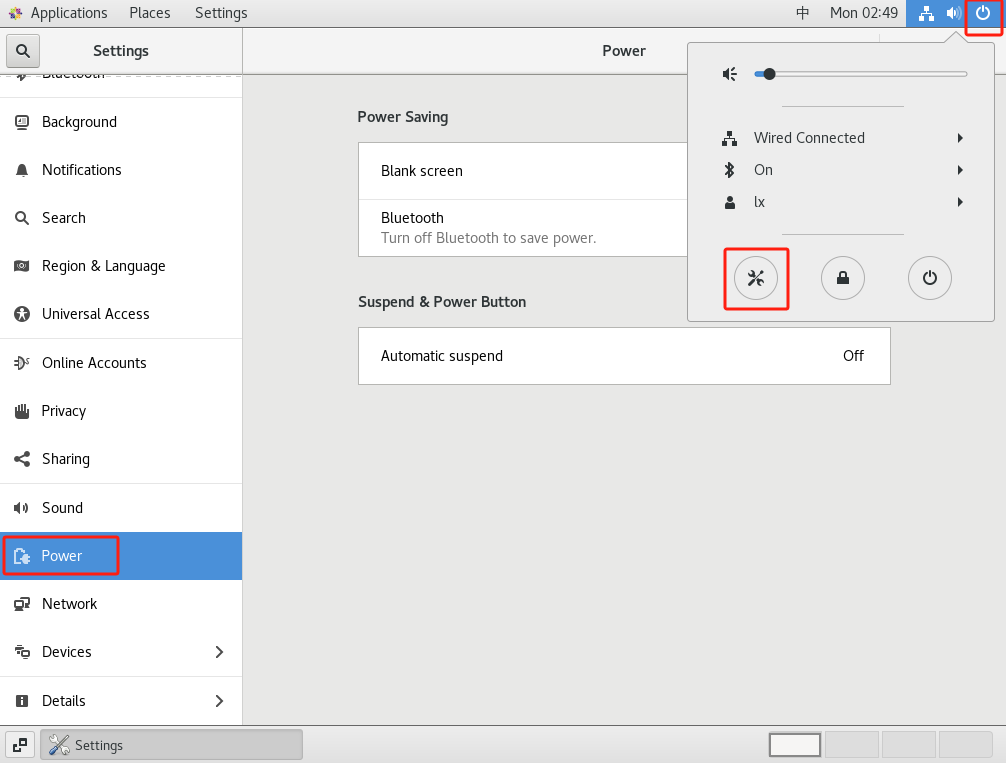 Applications Places Settings 中 Mon 02:49
Settings Power
Bluetooth
Background
Notifications
Search
Region & Language
Universal Access
Online Accounts
Privacy
Sharing
Sound
Power
Network
Devices
Details
Power Saving
Blank screen
Bluetooth
Turn off Bluetooth to save power.
Suspend & Power Button
Automatic suspend Off
Wired Connected
On
lx
Settings